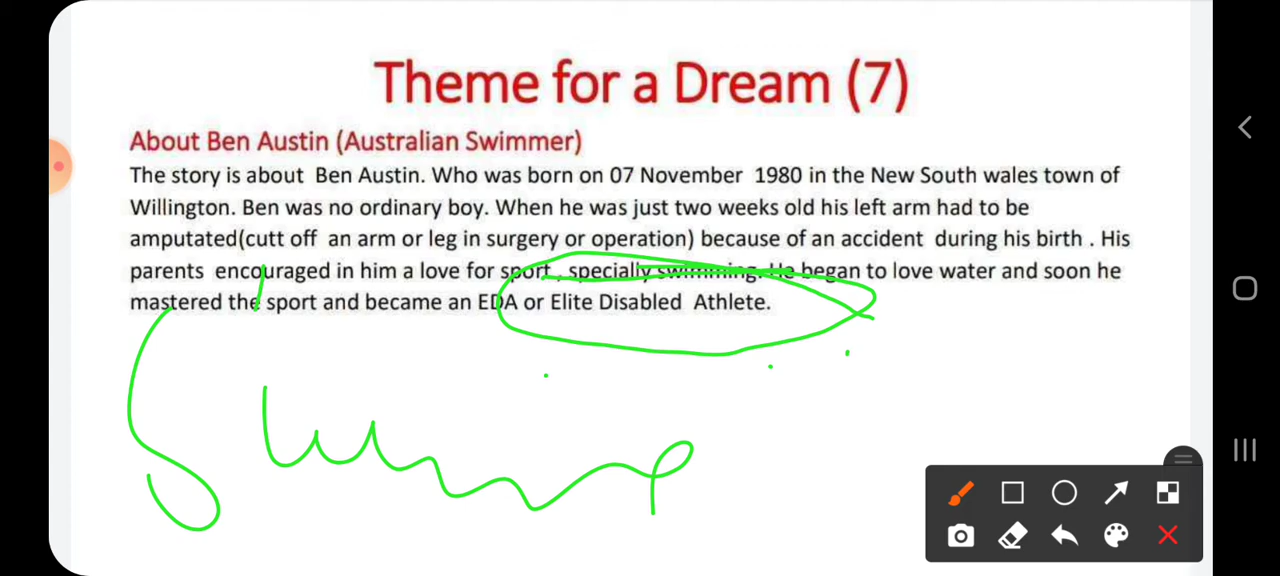 Theme for a Dream (7)
About Ben Austin (Australian Swimmer)
The story is about Ben Austin. Who was born on 07 November 1980 in the New South wales town of
Willington. Ben was no ordinary boy. When he was just two weeks old his left arm had to be
amputated(cutt off an arm or leg in surgery or operation) because of an accident during his birth . His
parents encouraged in him a love for sport , specially swimming. He began to love water and soon he
mastered the sport and became an EDA or Elite Disabled Athlete.